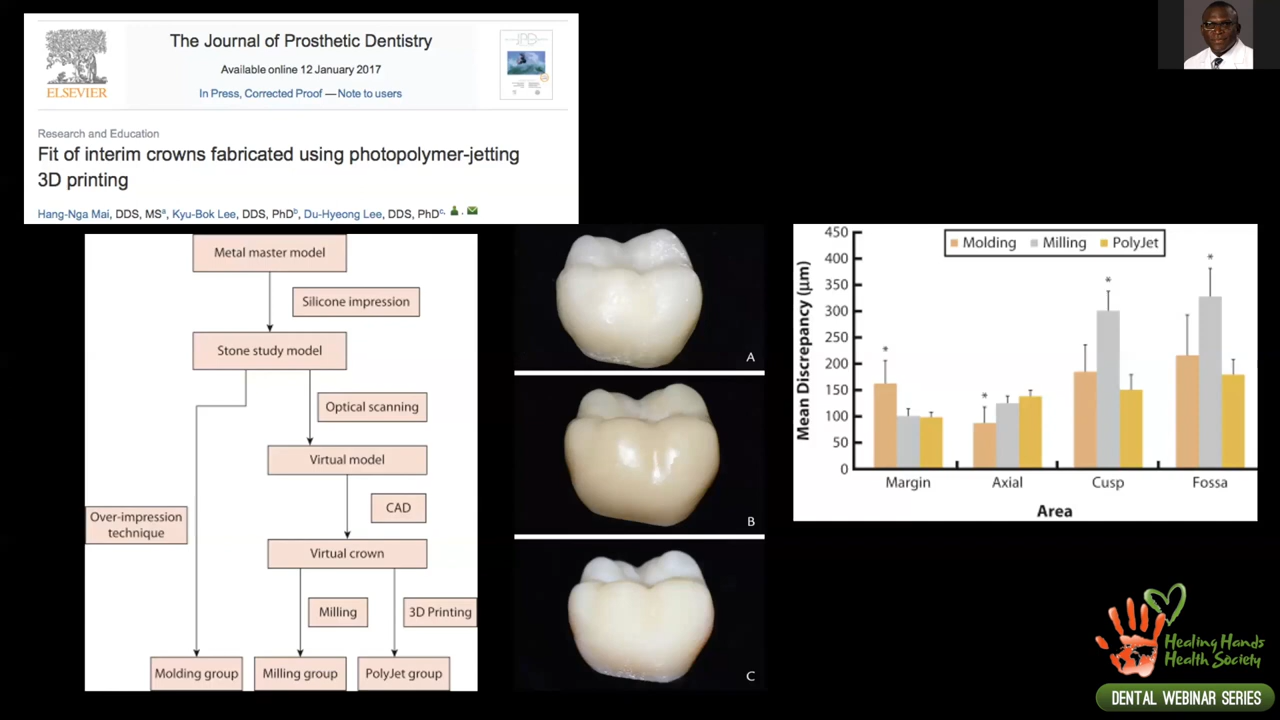 The Journal of Prosthetic Dentistry
Available online 12 January 2017
In Press, Corrected Proof — Note to users
ELSEVIER
Research and Education
Fit of interim crowns fabricated using photopolymer-jetting
3D printing
Hang-Nga Mai, DDS, MSa, Kyu-Bok Lee, DDS, PhDb, Du-Hyeong Lee, DDS, PhDc,
Metal master model
Silicone impression
Stone study model
Optical scanning
Virtual model
CAD
Over-impression
technique
Virtual crown
Milling
3D Printing
Molding group
Milling group
PolyJet group
A
B
C
Molding
Milling
PolyJet
Mean Discrepancy (μm)
450
400
350
300
250
200
150
100
50
0
*
*
*
*
Margin
Axial
Cusp
Fossa
Area
Healing Hands
Health Society
DENTAL WEBINAR SERIES